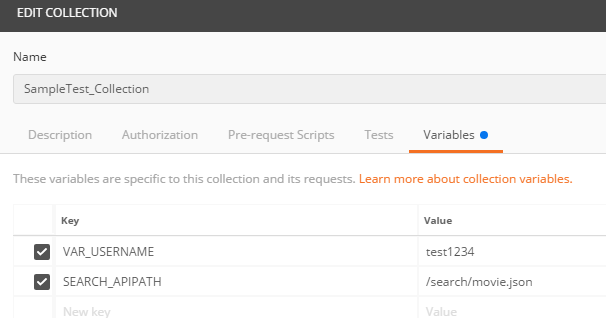 EDIT COLLECTION
Name
SampleTest_Collection
Description Authorization Pre-request Scripts Tests Variables
These variables are specific to this collection and its requests. Learn more about collection variables.
Key Value
VAR_USERNAME test1234
SEARCH_APIPATH /search/movie.json
New key Value